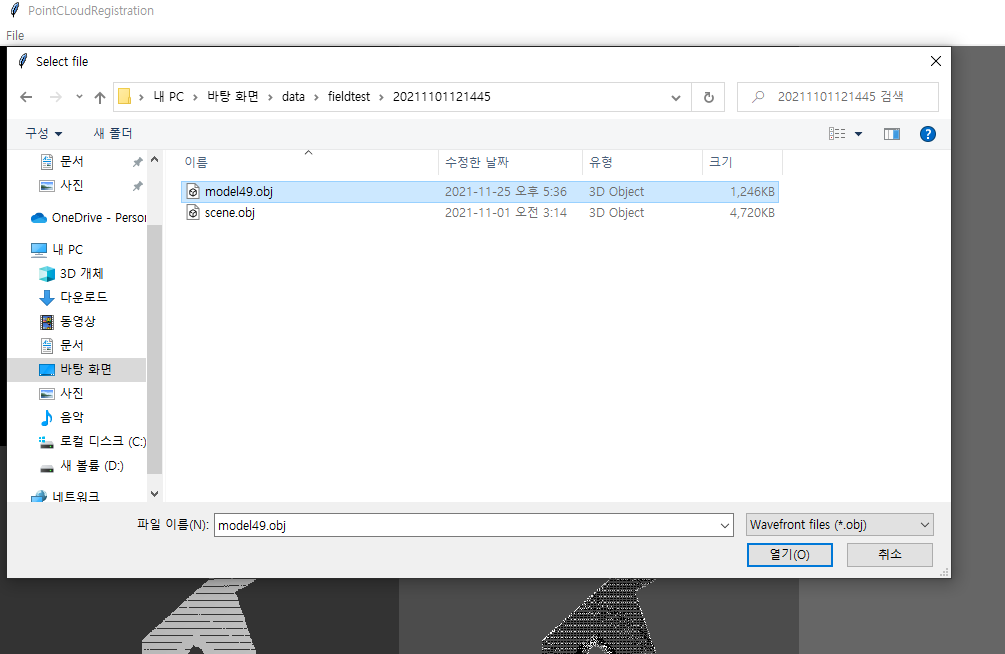 PointCLoudRegistration
File
Select file
내 PC › 바탕 화면 › data › fieldtest › 20211101121445
20211101121445 검색
구성
새 폴더
문서
사진
OneDrive - Person
내 PC
3D 개체
다운로드
동영상
문서
바탕 화면
사진
음악
로컬 디스크 (C:)
새 볼륨 (D:)
네트워크
이름 수정한 날짜 유형 크기
model49.obj 2021-11-25 오후 5:36 3D Object 1,246KB
scene.obj 2021-11-01 오전 3:14 3D Object 4,720KB
파일 이름(N): model49.obj Wavefront files (*.obj)
열기(O) 취소